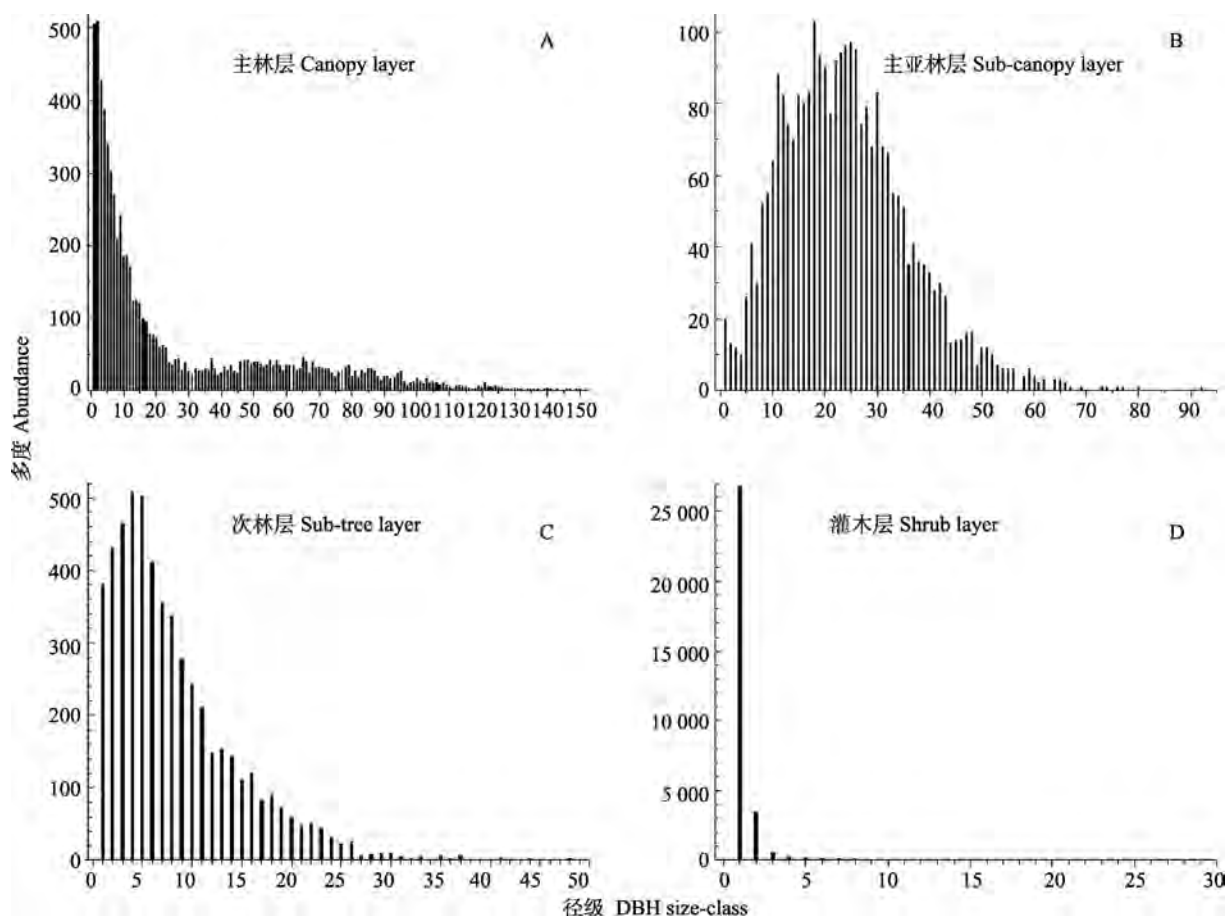 A
主林层 Canopy layer
500
400
300
200
100
0
0 10 20 30 40 50 60 70 80 90 100 110 120 130 140 150
B
主亚林层 Sub-canopy layer
100
80
60
40
20
0
0 10 20 30 40 50 60 70 80 90
多度 Abundance
C
次林层 Sub-tree layer
500
400
300
200
100
0
0 5 10 15 20 20 25 30 35 40 45 50
D
灌木层 Shrub layer
25 000
20 000
15 000
10 000
5 000
0
0 5 10 15 20 25 30
径级 DBH size-class